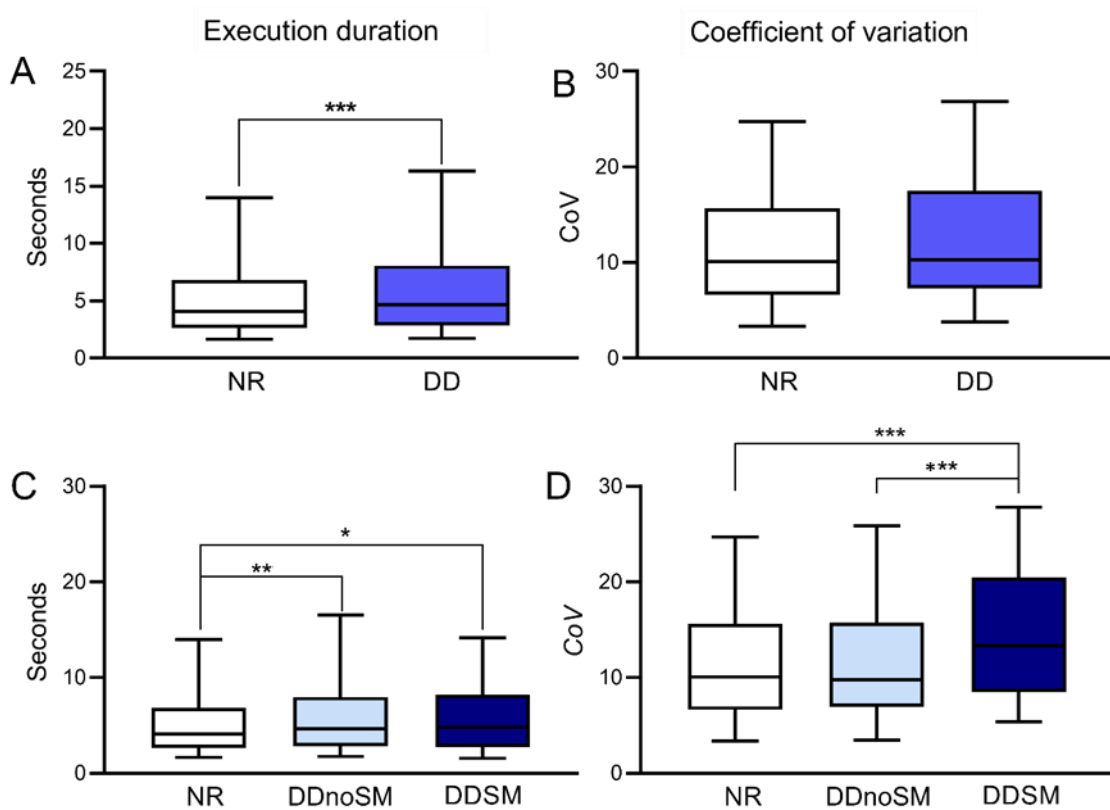 Execution duration
Coefficient of variation
A
25
20
15
10
5
0
Seconds
***
NR
DD
B
30
20
10
0
CoV
NR
DD
C
30
20
10
0
Seconds
*
**
NR
DDnoSM
DDSM
D
30
20
10
0
CoV
***
***
NR
DDnoSM
DDSM